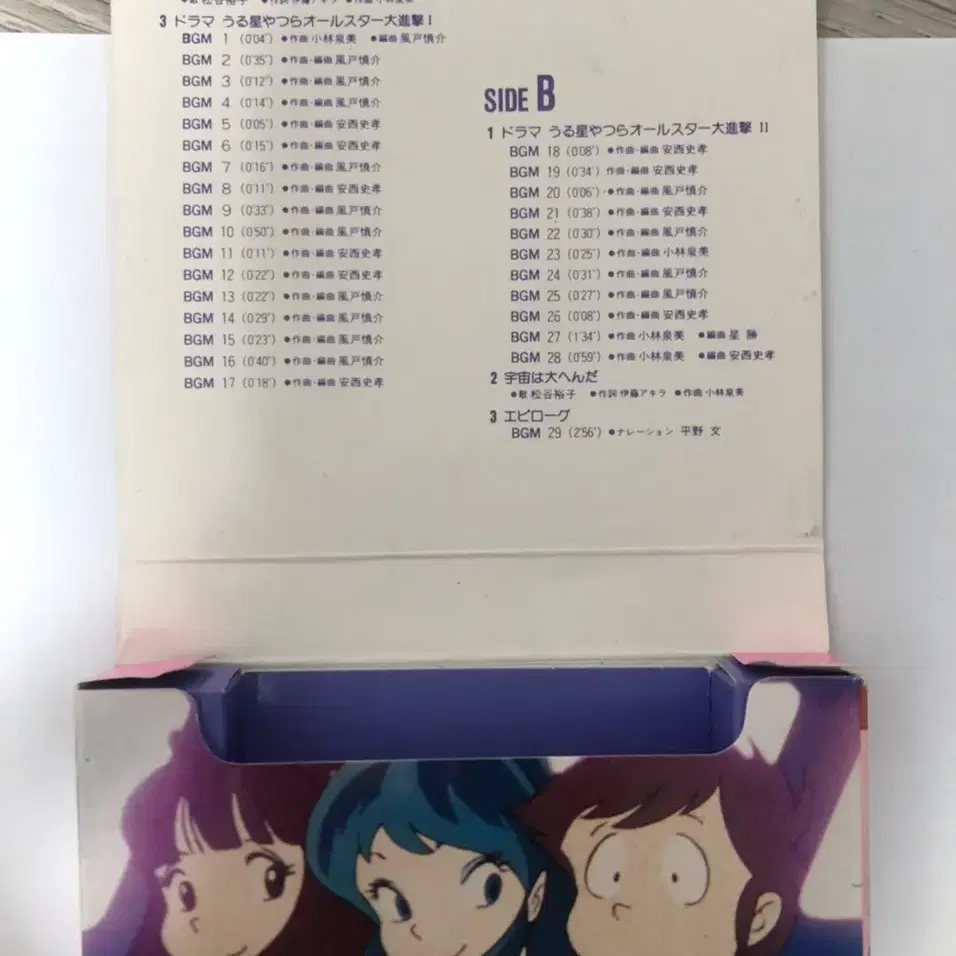 ●歌 松谷裕子 ●作詞 伊藤アキラ ●作曲 小林泉美
3 ドラマ うる星やつらオールスター大進撃 I
BGM 1 (0'04") ●作曲 小林泉美 ●編曲 風戸慎介
BGM 2 (0'35") ●作曲・編曲 風戸慎介
BGM 3 (0'12") ●作曲・編曲 風戸慎介
BGM 4 (0'14") ●作曲・編曲 風戸慎介
BGM 5 (0'05") ●作曲・編曲 安西史孝
BGM 6 (0'15") ●作曲・編曲 安西史孝
BGM 7 (0'16") ●作曲・編曲 風戸慎介
BGM 8 (0'11") ●作曲・編曲 安西史孝
BGM 9 (0'33") ●作曲・編曲 風戸慎介
BGM 10 (0'50") ●作曲・編曲 風戸慎介
BGM 11 (0'11") ●作曲・編曲 安西史孝
BGM 12 (0'22") ●作曲・編曲 安西史孝
BGM 13 (0'22") ●作曲・編曲 風戸慎介
BGM 14 (0'29") ●作曲・編曲 風戸慎介
BGM 15 (0'23") ●作曲・編曲 風戸慎介
BGM 16 (0'40") ●作曲・編曲 風戸慎介
BGM 17 (0'18") ●作曲・編曲 安西史孝
SIDE B
1 ドラマ うる星やつらオールスター大進撃 II
BGM 18 (0'08") ●作曲・編曲 安西史孝
BGM 19 (0'34") 作曲・編曲 安西史孝
BGM 20 (0'06") ●作曲・編曲 風戸慎介
BGM 21 (0'38") ●作曲・編曲 安西史孝
BGM 22 (0'30") ●作曲・編曲 風戸慎介
BGM 23 (0'25") ●作曲・編曲 小林泉美
BGM 24 (0'31") ●作曲・編曲 風戸慎介
BGM 25 (0'27") ●作曲・編曲 風戸慎介
BGM 26 (0'08") ●作曲・編曲 安西史孝
BGM 27 (1'34") ●作曲 小林泉美 ●編曲 星 勝
BGM 28 (0'59") ●作曲 小林泉美 ●編曲 安西史孝
2 宇宙は大へんだ
●歌 松谷裕子 ●作詞 伊藤アキラ ●作曲 小林泉美
3 エピローグ
BGM 29 (2'56") ●ナレーション 平野 文